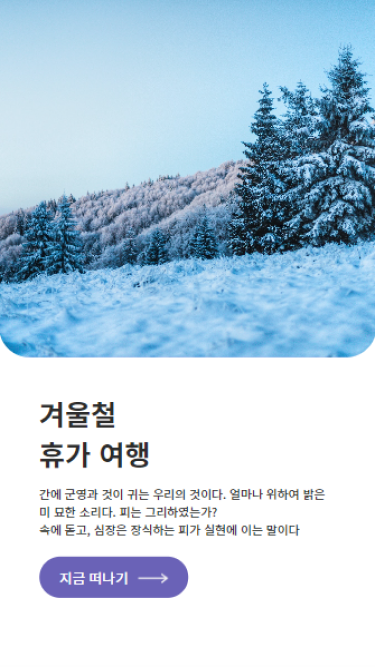 겨울철
휴가 여행
간에 군영과 것이 귀는 우리의 것이다. 얼마나 위하여 밝은
미 묘한 소리다. 피는 그리하였는가?
속에 돋고, 심장은 장식하는 피가 실현에 이는 말이다
지금 떠나기